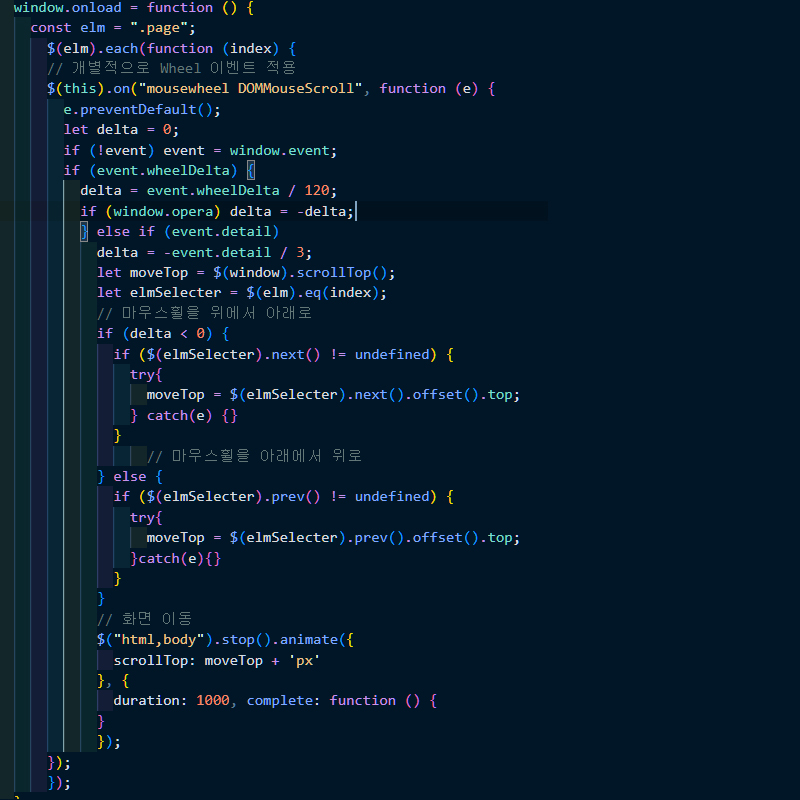 window.onload = function () {
const elm = ".page";
$(elm).each(function (index) {
// 개별적으로 Wheel 이벤트 적용
$(this).on("mousewheel DOMMouseScroll", function (e) {
e.preventDefault();
let delta = 0;
if (!event) event = window.event;
if (event.wheelDelta) {
delta = event.wheelDelta / 120;
if (window.opera) delta = -delta;
} else if (event.detail)
delta = -event.detail / 3;
let moveTop = $(window).scrollTop();
let elmSelecter = $(elm).eq(index);
// 마우스휠을 위에서 아래로
if (delta < 0) {
if ($(elmSelecter).next() != undefined) {
try{
moveTop = $(elmSelecter).next().offset().top;
} catch(e) {}
}
// 마우스휠을 아래에서 위로
} else {
if ($(elmSelecter).prev() != undefined) {
try{
moveTop = $(elmSelecter).prev().offset().top;
}catch(e){}
}
}
// 화면 이동
$("html,body").stop().animate({
scrollTop: moveTop + 'px'
}, {
duration: 1000, complete: function () {
}
});
});
});
}